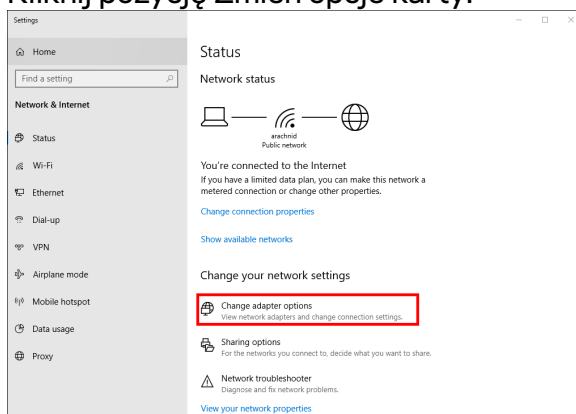 Kliknij pozycję Zmień opcje karty.
Settings
Home
Find a setting
Network & Internet
Status
Wi-Fi
Ethernet
Dial-up
VPN
Airplane mode
Mobile hotspot
Data usage
Proxy
Status
Network status
arachnid
Public network
You're connected to the Internet
If you have a limited data plan, you can make this network a
metered connection or change other properties.
Change connection properties
Show available networks
Change your network settings
Change adapter options
View network adapters and change connection settings.
Sharing options
For the networks you connect to, decide what you want to share.
Network troubleshooter
Diagnose and fix network problems.
View your network properties